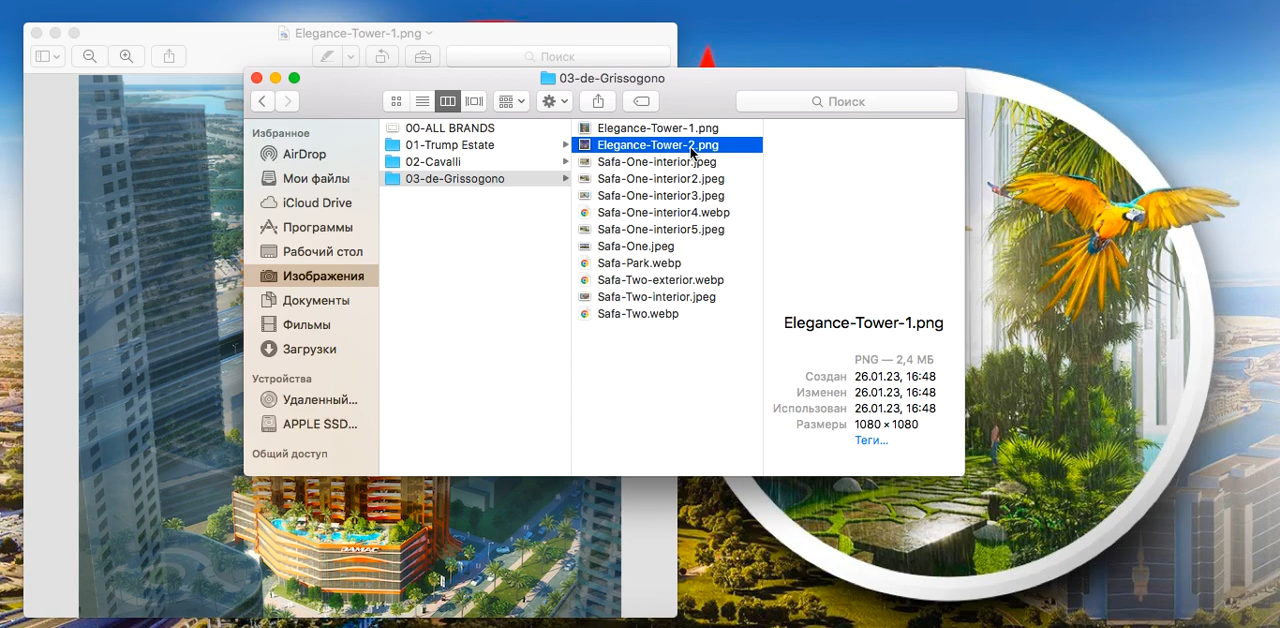 Elegance-Tower-1.png
Поиск
03-de-Grissogono
Поиск
Избранное
AirDrop
Мои файлы
iCloud Drive
Программы
Рабочий стол
Изображения
Документы
Фильмы
Загрузки
Устройства
Удаленный...
APPLE SSD...
Общий доступ
00-ALL BRANDS
01-Trump Estate
02-Cavalli
03-de-Grissogono
Elegance-Tower-1.png
Elegance-Tower-2.png
Safa-One-interior.jpeg
Safa-One-interior2.jpeg
Safa-One-interior3.jpeg
Safa-One-interior4.webp
Safa-One-interior5.jpeg
Safa-One.jpeg
Safa-Park.webp
Safa-Two-exterior.webp
Safa-Two-interior.jpeg
Safa-Two.webp
Elegance-Tower-1.png
PNG — 2,4 МБ
Создан 26.01.23, 16:48
Изменен 26.01.23, 16:48
Использован 26.01.23, 16:48
Размеры 1080 × 1080
Теги...
DAMAC